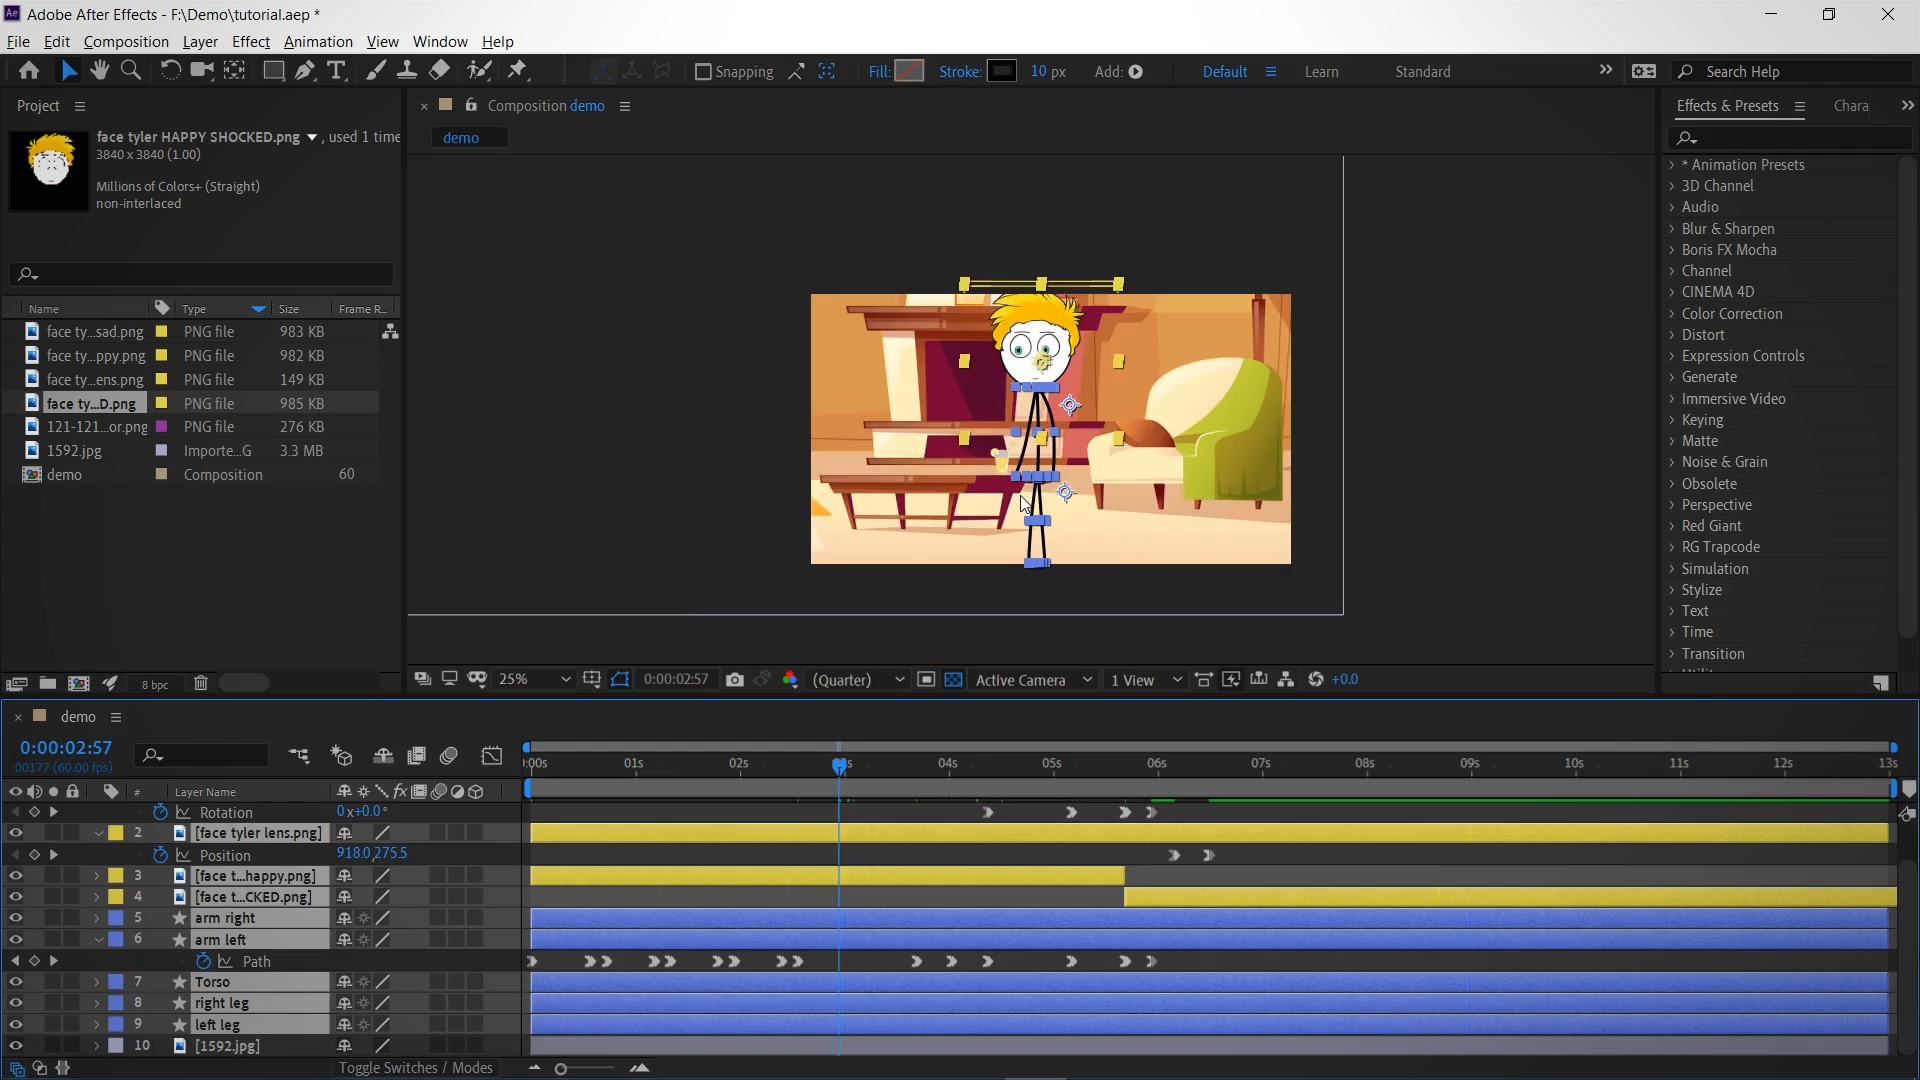 Adobe After Effects - F:\Demo\tutorial.aep *
File Edit Composition Layer Effect Animation View Window Help
Snapping Fill: Stroke: 10 px Add: Default Learn Standard Search Help
Project
face tyler HAPPY SHOCKED.png , used 1 time
3840 x 3840 (1.00)
Millions of Colors+ (Straight)
non-interlaced
Name Type Size Frame R...
face ty...sad.png PNG file 983 KB
face ty...ppy.png PNG file 982 KB
face ty...ens.png PNG file 149 KB
face ty...D.png PNG file 985 KB
121-121...or.png PNG file 276 KB
1592.jpg Importe...G 3.3 MB
demo Composition 60
8 bpc
Composition demo
demo
25% 0:00:02:57 (Quarter) Active Camera 1 View +0.0
Effects & Presets Chara
* Animation Presets
3D Channel
Audio
Blur & Sharpen
Boris FX Mocha
Channel
CINEMA 4D
Color Correction
Distort
Expression Controls
Generate
Immersive Video
Keying
Matte
Noise & Grain
Obsolete
Perspective
Red Giant
RG Trapcode
Simulation
Stylize
Text
Time
Transition
demo
0:00:02:57
00177 (60.00 fps)
):00s 01s 02s 04s 05s 06s 07s 08s 09s 10s 11s 12s 13s
# Layer Name
Rotation 0x+0.0°
2 [face tyler lens.png]
Position 918.0,275.5
3 [face t...happy.png]
4 [face t...CKED.png]
5 arm right
6 arm left
Path
7 Torso
8 right leg
9 left leg
10 [1592.jpg]
Toggle Switches / Modes